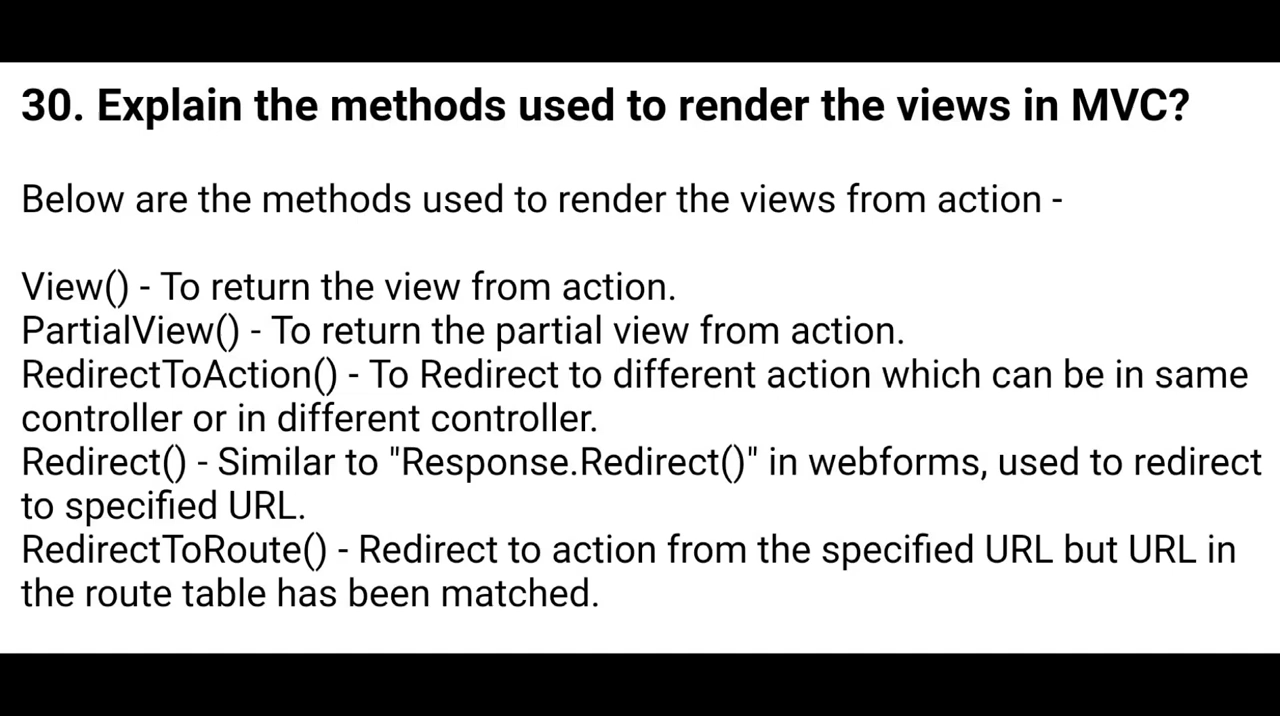 30. Explain the methods used to render the views in MVC?
Below are the methods used to render the views from action -
View() - To return the view from action.
PartialView() - To return the partial view from action.
RedirectToAction() - To Redirect to different action which can be in same
controller or in different controller.
Redirect() - Similar to "Response.Redirect()" in webforms, used to redirect
to specified URL.
RedirectToRoute() - Redirect to action from the specified URL but URL in
the route table has been matched.